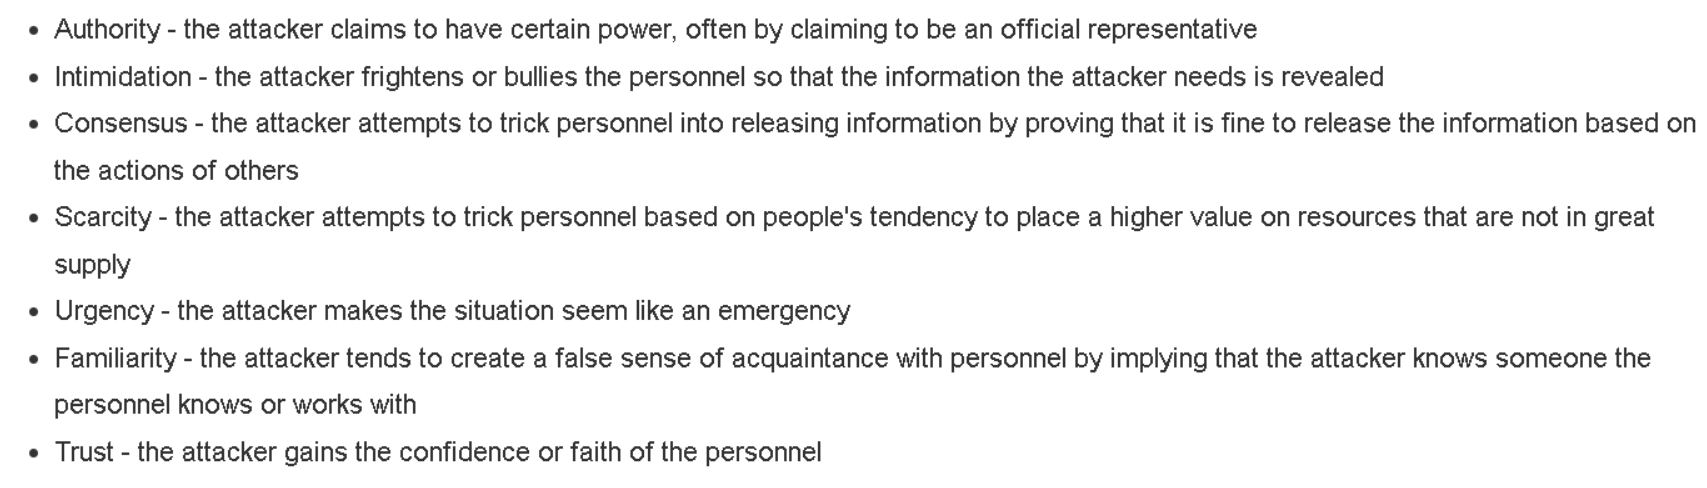 • Authority - the attacker claims to have certain power, often by claiming to be an official representative
• Intimidation - the attacker frightens or bullies the personnel so that the information the attacker needs is revealed
• Consensus - the attacker attempts to trick personnel into releasing information by proving that it is fine to release the information based on
the actions of others
• Scarcity - the attacker attempts to trick personnel based on people's tendency to place a higher value on resources that are not in great
supply
• Urgency - the attacker makes the situation seem like an emergency
• Familiarity - the attacker tends to create a false sense of acquaintance with personnel by implying that the attacker knows someone the
personnel knows or works with
• Trust - the attacker gains the confidence or faith of the personnel